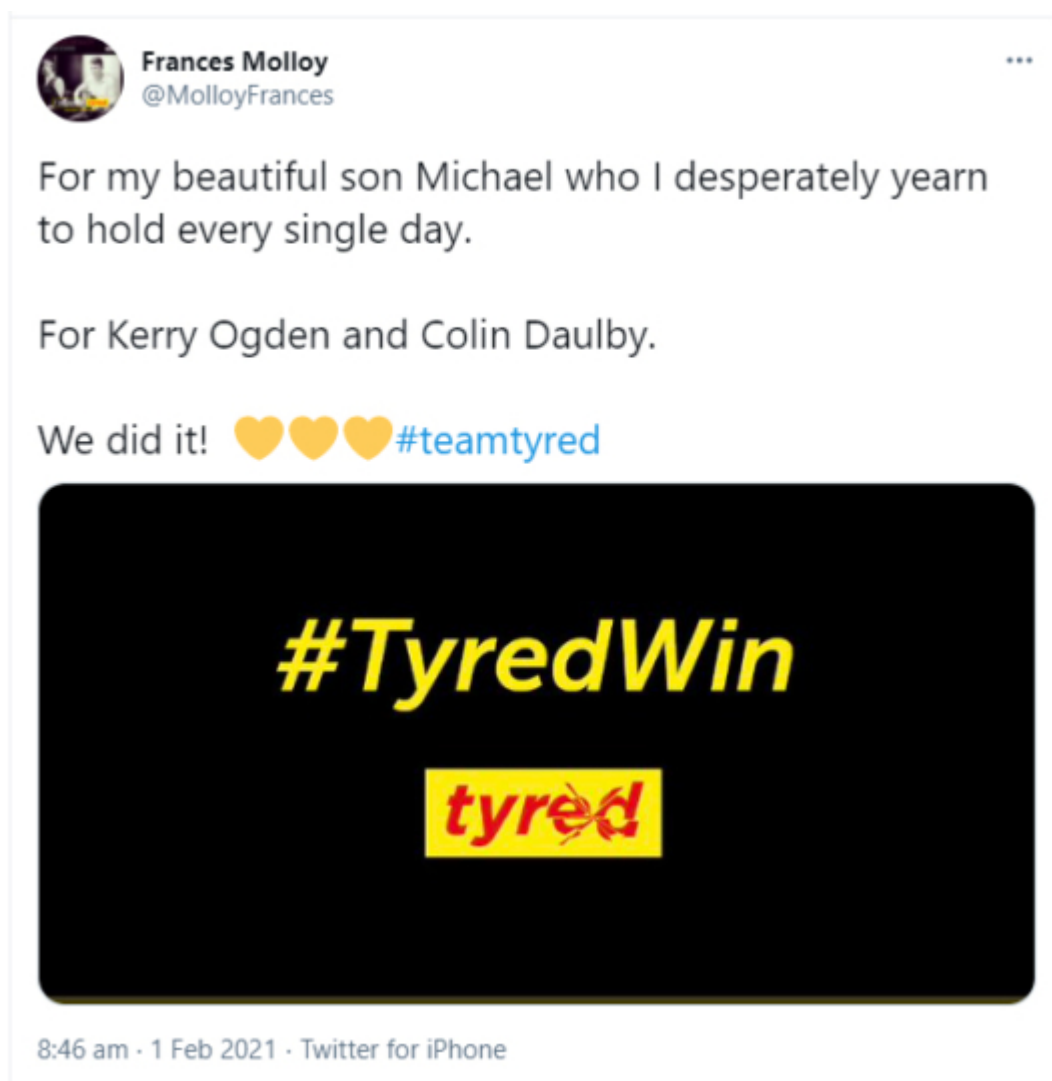 Frances Molloy
@MolloyFrances
For my beautiful son Michael who I desperately yearn
to hold every single day.
For Kerry Ogden and Colin Daulby.
We did it! 💛💛💛#teamtyred
#TyredWin
tyred
8:46 am · 1 Feb 2021 · Twitter for iPhone